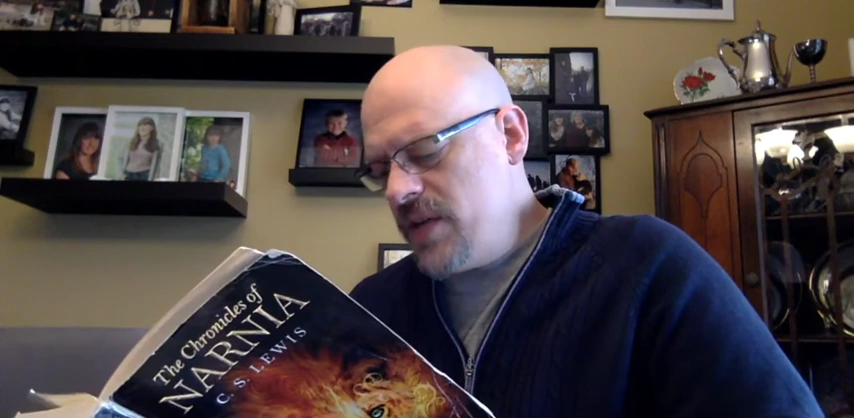 The Chronicles of
NARNIA
C. S. LEWIS